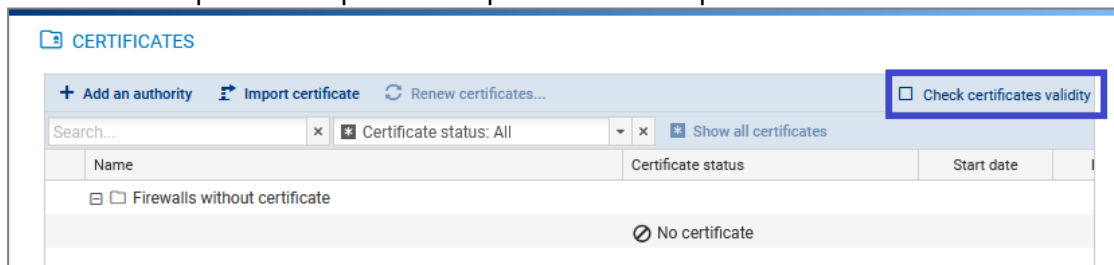 CERTIFICATES
+ Add an authority Import certificate Renew certificates... Check certificates validity
Search... × Certificate status: All × Show all certificates
Name Certificate status Start date
Firewalls without certificate
No certificate